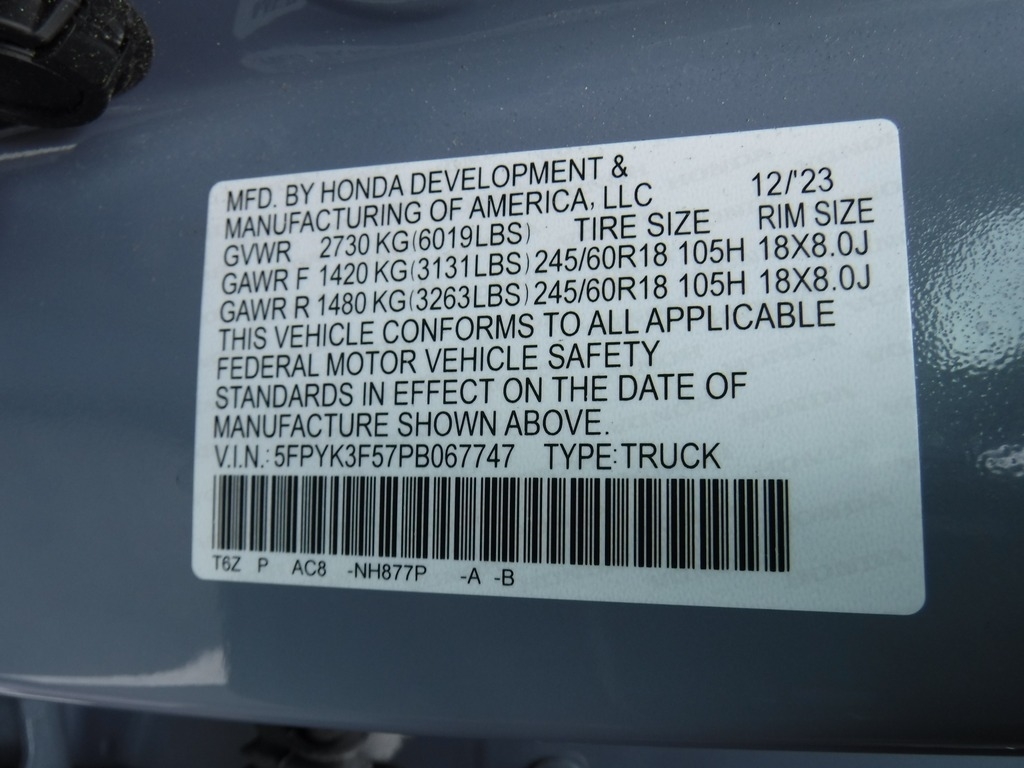 MFD. BY HONDA DEVELOPMENT &
MANUFACTURING OF AMERICA, LLC 12/'23
GVWR 2730 KG(6019LBS) TIRE SIZE RIM SIZE
GAWR F 1420 KG(3131LBS) 245/60R18 105H 18X8.0J
GAWR R 1480 KG(3263LBS) 245/60R18 105H 18X8.0J
THIS VEHICLE CONFORMS TO ALL APPLICABLE
FEDERAL MOTOR VEHICLE SAFETY
STANDARDS IN EFFECT ON THE DATE OF
MANUFACTURE SHOWN ABOVE.
V.I.N.: 5FPYK3F57PB067747 TYPE: TRUCK
T6Z P AC8 -NH877P -A -B